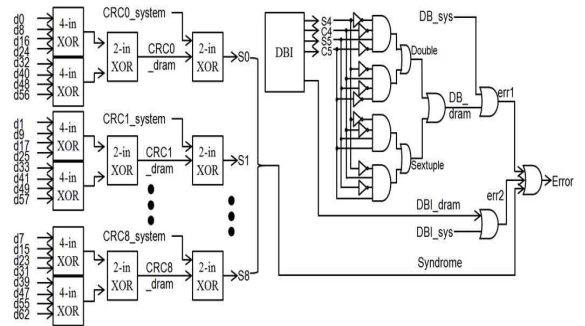 d0
d8
d16
d24
d32
d40
d48
d56
4-in
XOR
4-in
XOR
CRC0_system
2-in
XOR
CRC0
_dram
2-in
XOR
S0
d1
d9
d17
d25
d33
d41
d49
d57
4-in
XOR
4-in
XOR
CRC1_system
2-in
XOR
CRC1
_dram
2-in
XOR
S1
d7
d15
d23
d31
d39
d47
d55
d62
4-in
XOR
4-in
XOR
CRC8_system
2-in
XOR
CRC8
_dram
2-in
XOR
S8
DBI
S4
C4
S5
C5
Double
Sextuple
DB_sys
DB_
dram
err1
DBI_dram
err2
DBI_sys
Syndrome
Error